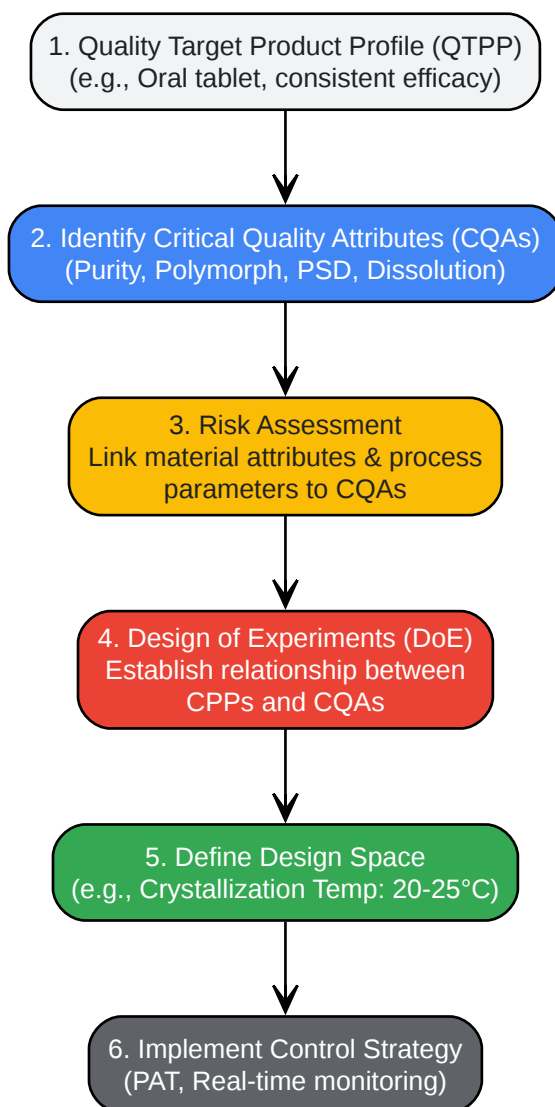 1. Quality Target Product Profile (QTPP)
(e.g., Oral tablet, consistent efficacy)
2. Identify Critical Quality Attributes (CQAs)
(Purity, Polymorph, PSD, Dissolution)
3. Risk Assessment
Link material attributes & process
parameters to CQAs
4. Design of Experiments (DoE)
Establish relationship between
CPPs and CQAs
5. Define Design Space
(e.g., Crystallization Temp: 20-25°C)
6. Implement Control Strategy
(PAT, Real-time monitoring)